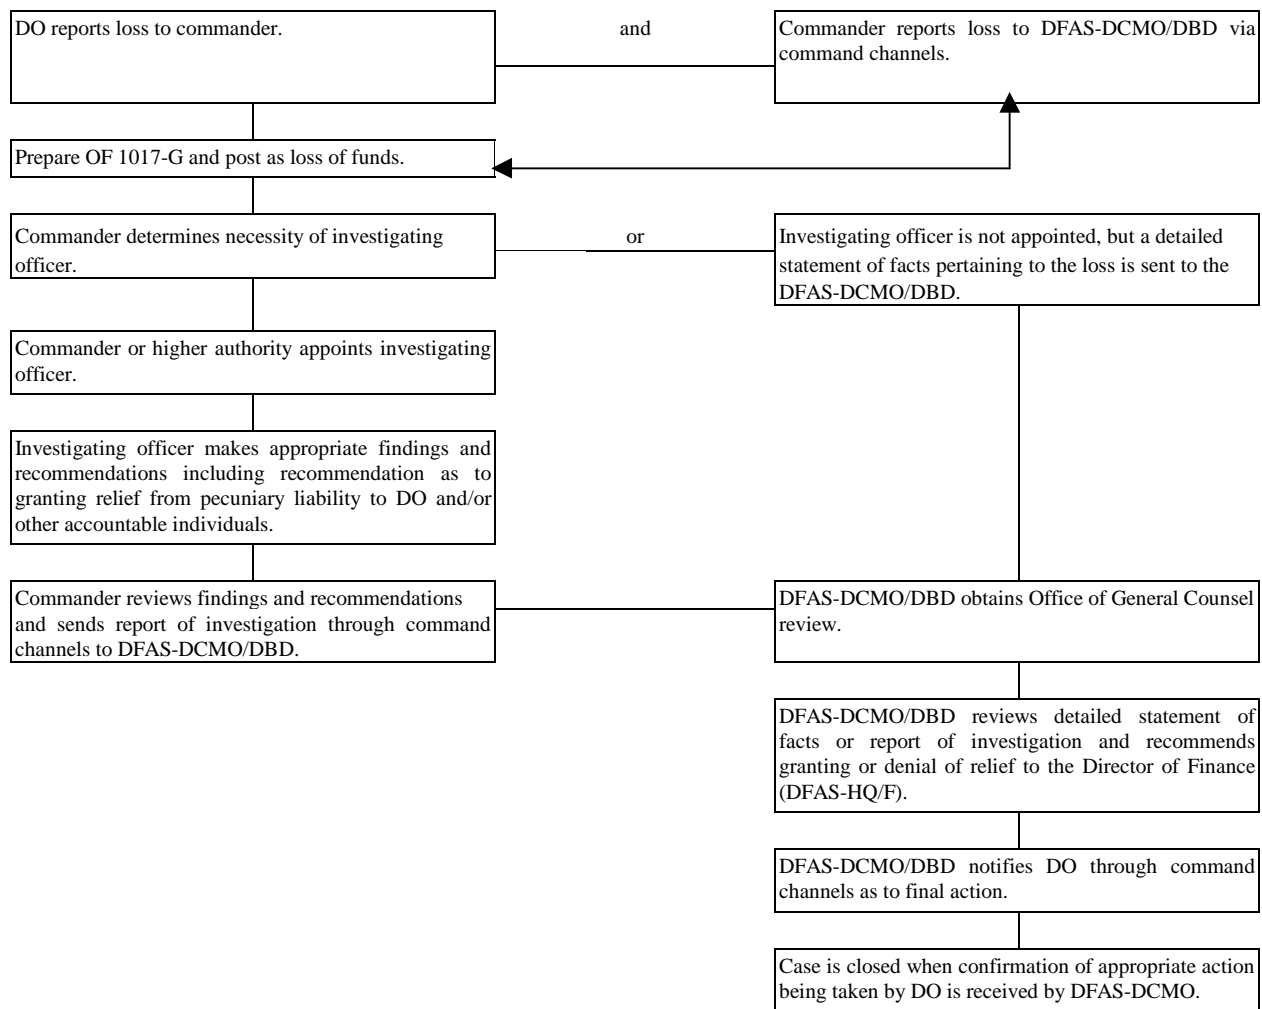 DO reports loss to commander.
and
Commander reports loss to DFAS-DCMO/DBD via
command channels.
Prepare OF 1017-G and post as loss of funds.
Commander determines necessity of investigating
officer.
or
Investigating officer is not appointed, but a detailed
statement of facts pertaining to the loss is sent to the
DFAS-DCMO/DBD.
Commander or higher authority appoints investigating
officer.
Investigating officer makes appropriate findings and
recommendations including recommendation as to
granting relief from pecuniary liability to DO and/or
other accountable individuals.
Commander reviews findings and recommendations
and sends report of investigation through command
channels to DFAS-DCMO/DBD.
DFAS-DCMO/DBD obtains Office of General Counsel
review.
DFAS-DCMO/DBD reviews detailed statement of
facts or report of investigation and recommends
granting or denial of relief to the Director of Finance
(DFAS-HQ/F).
DFAS-DCMO/DBD notifies DO through command
channels as to final action.
Case is closed when confirmation of appropriate action
being taken by DO is received by DFAS-DCMO.